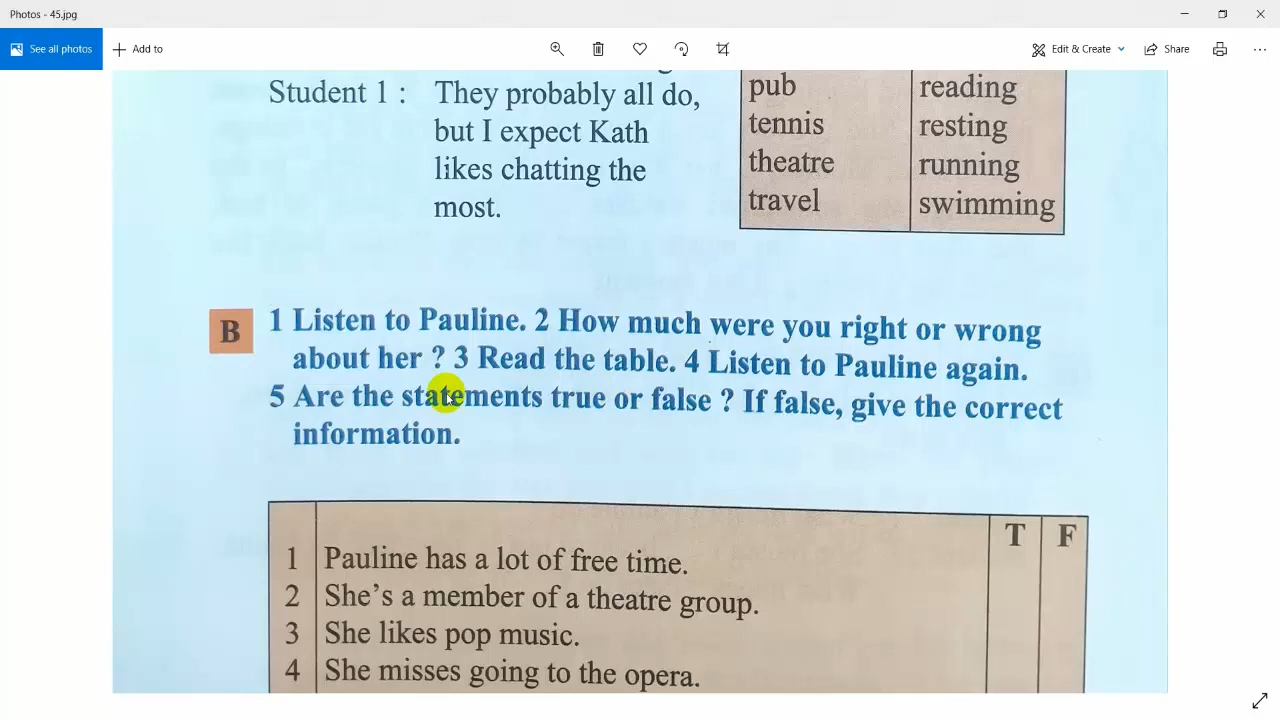 Photos - 45.jpg
See all photos
Add to
Edit & Create
Share
Student 1 : They probably all do,
but I expect Kath
likes chatting the
most.
pub reading
tennis resting
theatre running
travel swimming
B 1 Listen to Pauline. 2 How much were you right or wrong
about her ? 3 Read the table. 4 Listen to Pauline again.
5 Are the statements true or false ? If false, give the correct
information.
T F
1 Pauline has a lot of free time.
2 She's a member of a theatre group.
3 She likes pop music.
4 She misses going to the opera.